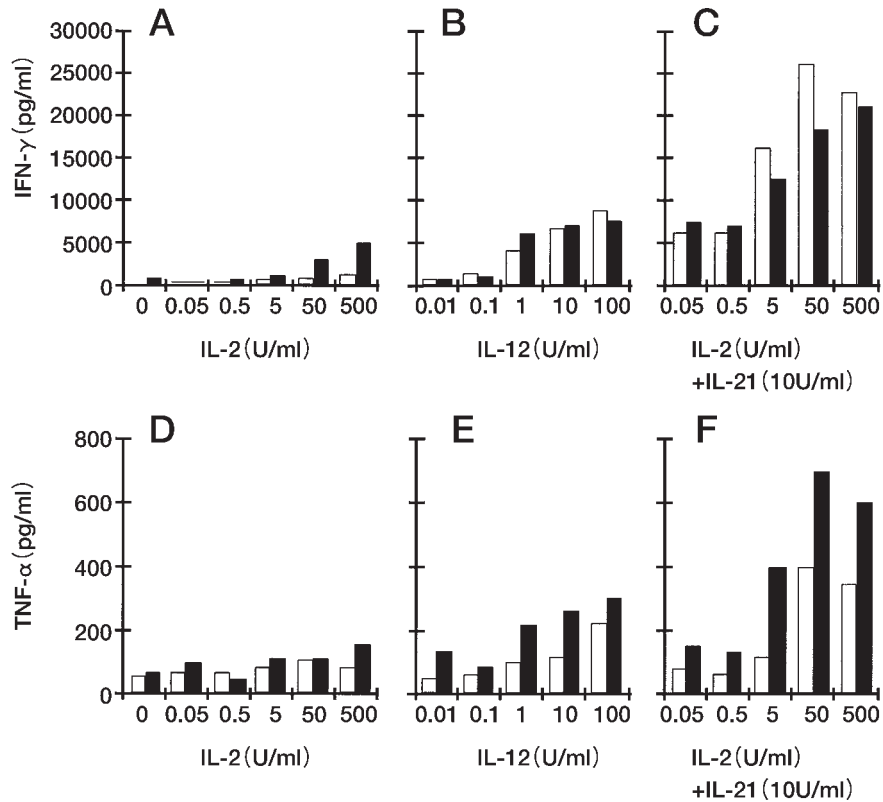 A
B
C
IFN-γ (pg/ml)
30000
25000
20000
15000
10000
5000
0
0 0.05 0.5 5 50 500
0.01 0.1 1 10 100
0.05 0.5 5 50 500
IL-2 (U/ml)
IL-12 (U/ml)
IL-2 (U/ml)
+IL-21 (10U/ml)
D
E
F
TNF-α (pg/ml)
800
600
400
200
0
0 0.05 0.5 5 50 500
0.01 0.1 1 10 100
0.05 0.5 5 50 500
IL-2 (U/ml)
IL-12 (U/ml)
IL-2 (U/ml)
+IL-21 (10U/ml)